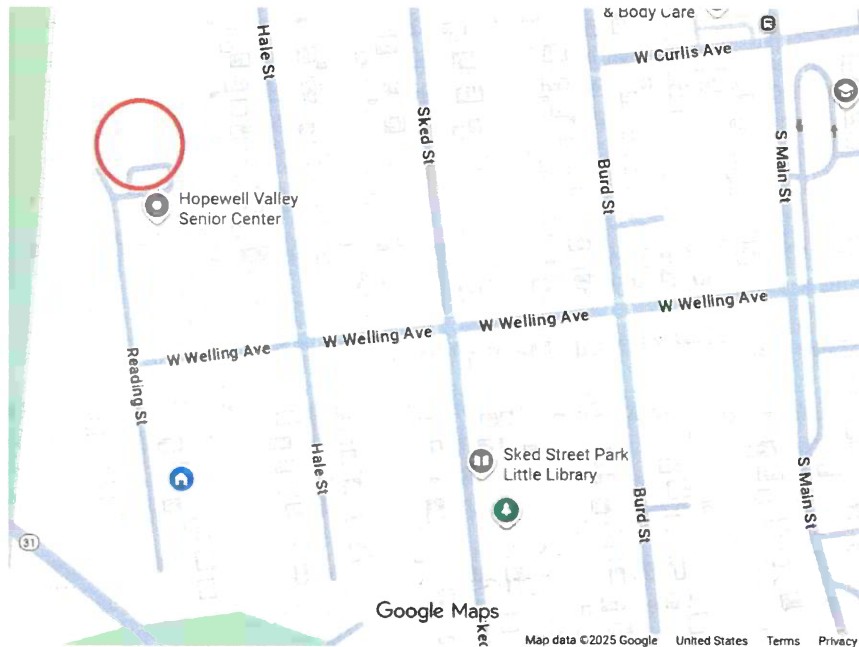 & Body Care
W Curlis Ave
Hale St
Sked St
S Main St
Burd St
Hopewell Valley
Senior Center
W Welling Ave
W Welling Ave
W Welling Ave
W Welling Ave
Reading St
Hale St
Sked Street Park
Little Library
Burd St
S Main St
31
Google Maps
Map data ©2025 Google United States Terms Privacy